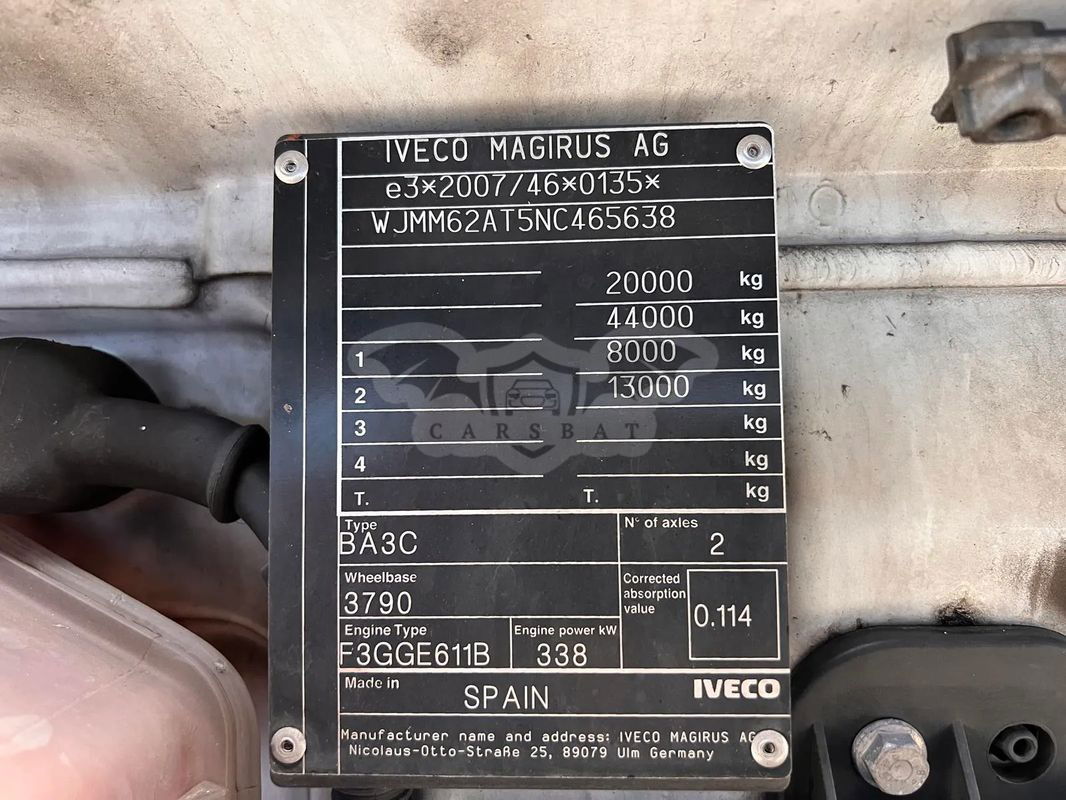 IVECO MAGIRUS AG
e3*2007/46*0135*
WJMM62AT5NC465638
20000 kg
44000 kg
1 8000 kg
2 13000 kg
3 kg
4 kg
T. T. kg
CARSBAT
Type
BA3C
N° of axles
2
Wheelbase
3790
Corrected
absorption
value
0.114
Engine Type
F3GGE611B
Engine power kW
338
Made in
SPAIN
IVECO
Manufacturer name and address: IVECO MAGIRUS AG
Nicolaus-Otto-Straße 25, 89079 Ulm Germany